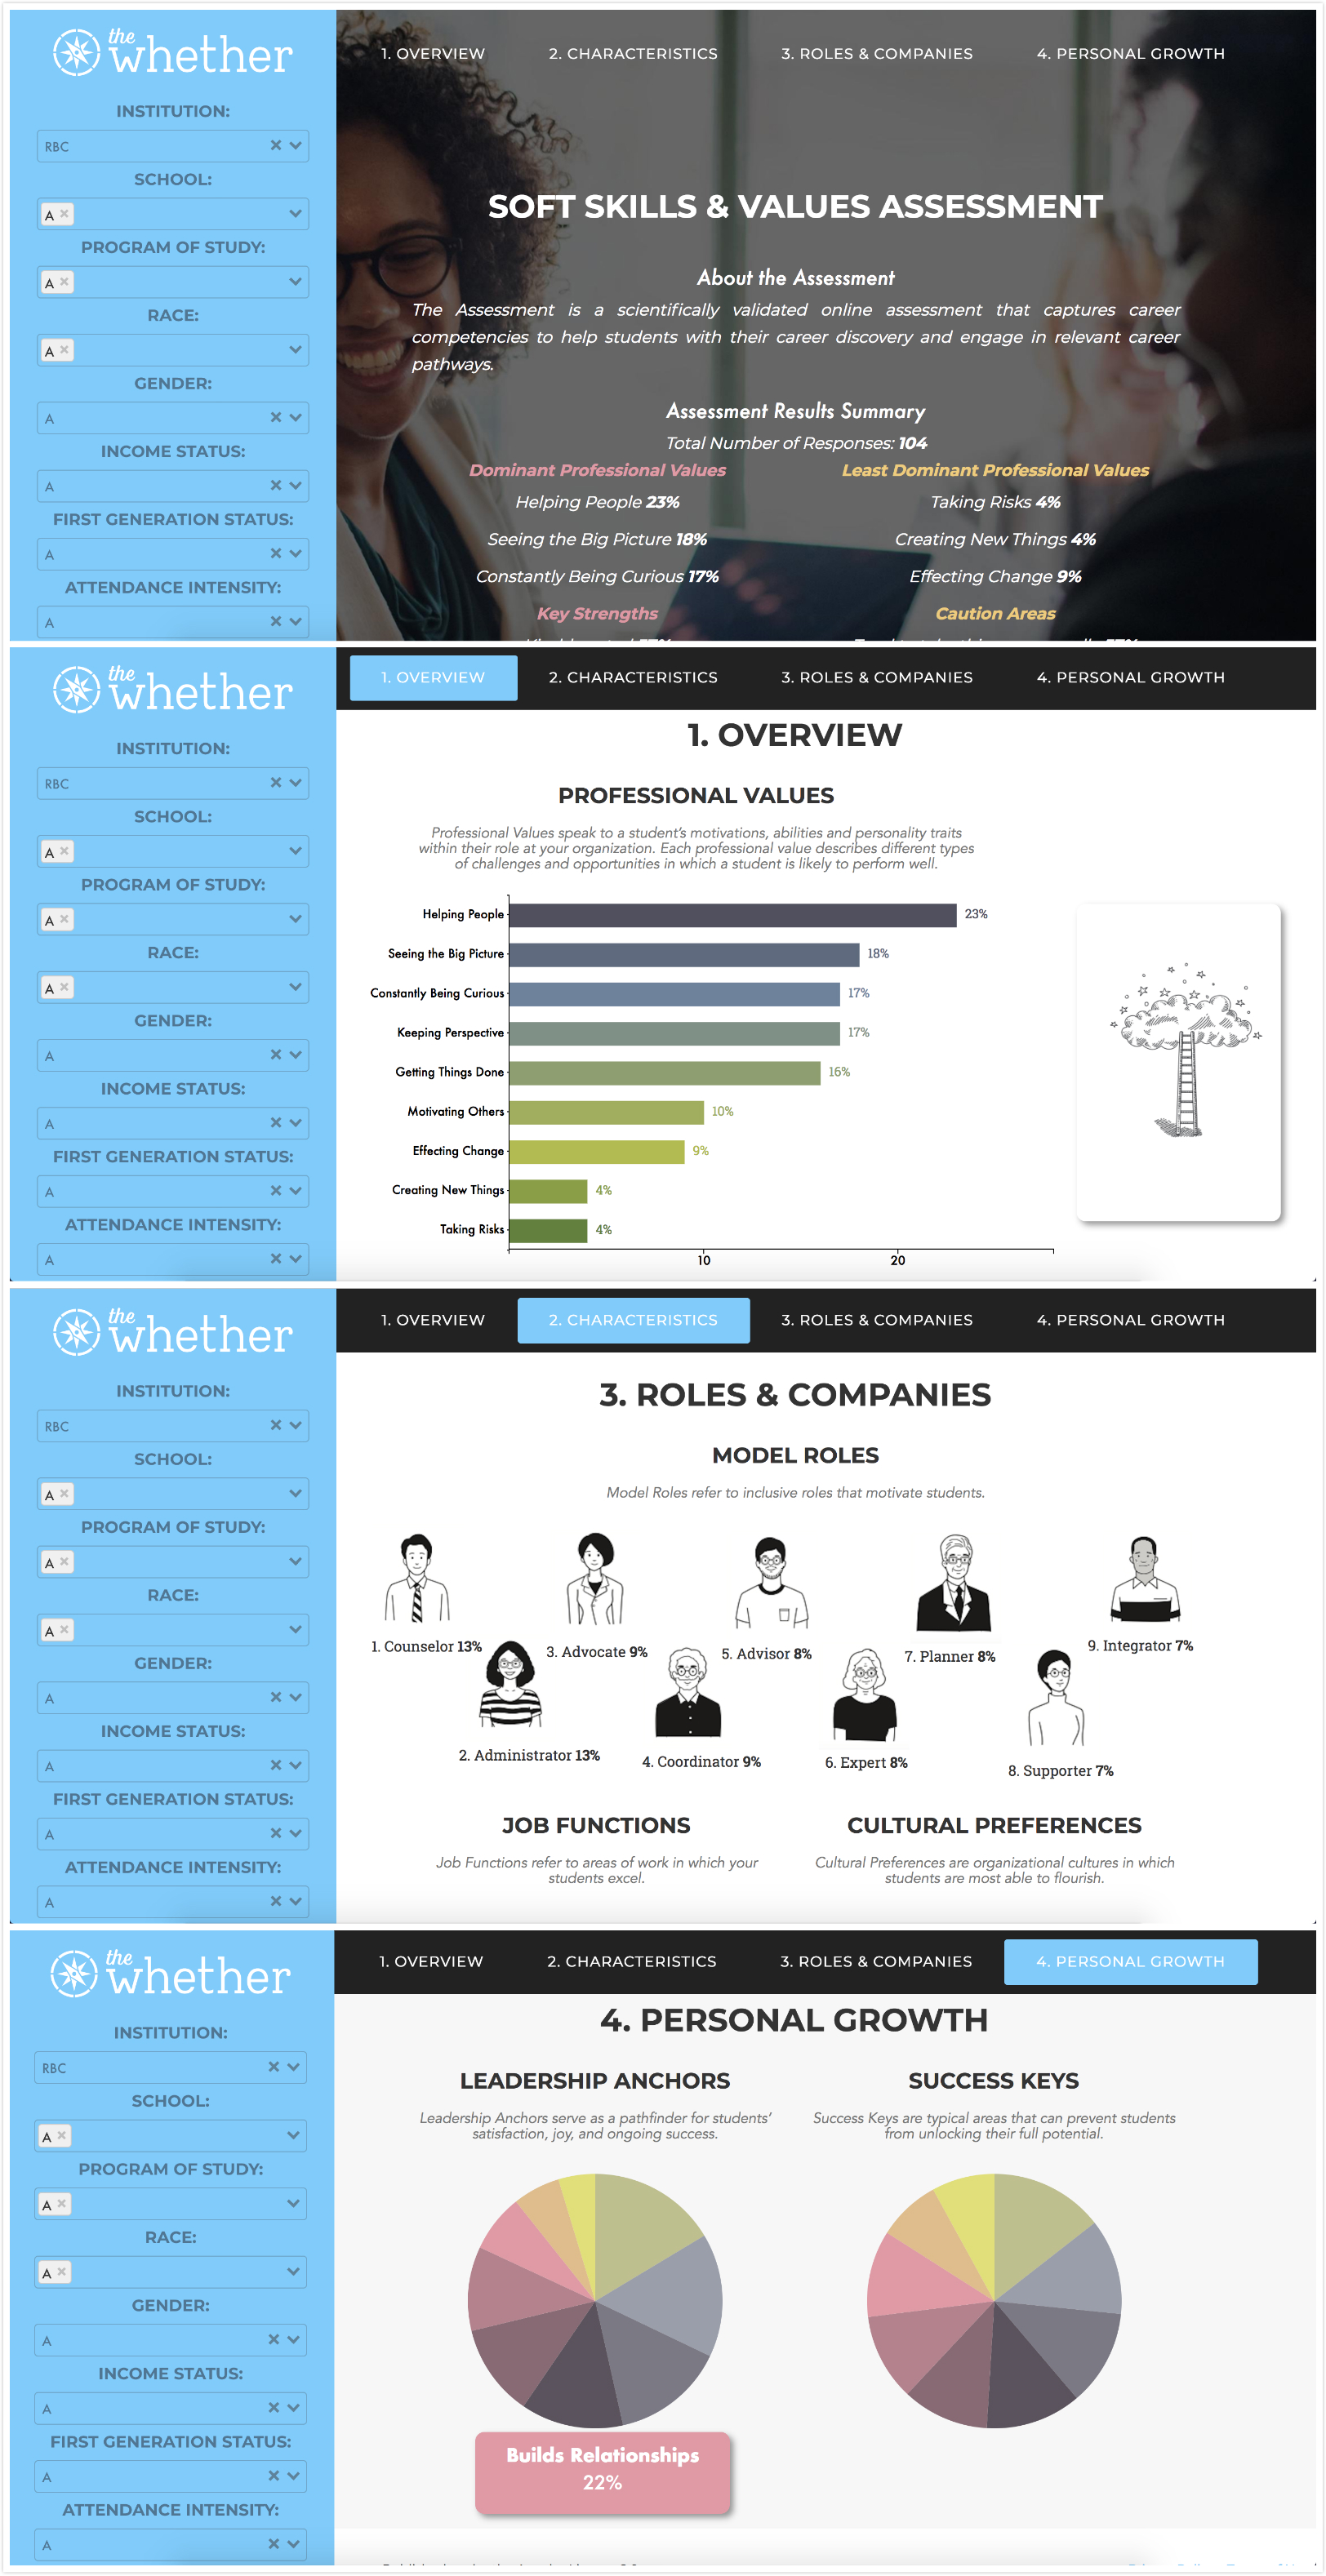 the
whether
INSTITUTION:
RBC
SCHOOL:
A
PROGRAM OF STUDY:
A
RACE:
A
GENDER:
A
INCOME STATUS:
A
FIRST GENERATION STATUS:
A
ATTENDANCE INTENSITY:
A
1. OVERVIEW 2. CHARACTERISTICS 3. ROLES & COMPANIES 4. PERSONAL GROWTH
SOFT SKILLS & VALUES ASSESSMENT
About the Assessment
The Assessment is a scientifically validated online assessment that captures career
competencies to help students with their career discovery and engage in relevant career
pathways.
Assessment Results Summary
Total Number of Responses: 104
Dominant Professional Values
Helping People 23%
Seeing the Big Picture 18%
Constantly Being Curious 17%
Key Strengths
Least Dominant Professional Values
Taking Risks 4%
Creating New Things 4%
Effecting Change 9%
Caution Areas
the
whether
INSTITUTION:
RBC
SCHOOL:
A
PROGRAM OF STUDY:
A
RACE:
A
GENDER:
A
INCOME STATUS:
A
FIRST GENERATION STATUS:
A
ATTENDANCE INTENSITY:
A
1. OVERVIEW 2. CHARACTERISTICS 3. ROLES & COMPANIES 4. PERSONAL GROWTH
1. OVERVIEW
PROFESSIONAL VALUES
Professional Values speak to a student's motivations, abilities and personality traits
within their role at your organization. Each professional value describes different types
of challenges and opportunities in which a student is likely to perform well.
Helping People 23%
Seeing the Big Picture 18%
Constantly Being Curious 17%
Keeping Perspective 17%
Getting Things Done 16%
Motivating Others 10%
Effecting Change 9%
Creating New Things 4%
Taking Risks 4%
10 20
the
whether
INSTITUTION:
RBC
SCHOOL:
A
PROGRAM OF STUDY:
A
RACE:
A
GENDER:
A
INCOME STATUS:
A
FIRST GENERATION STATUS:
A
ATTENDANCE INTENSITY:
A
1. OVERVIEW 2. CHARACTERISTICS 3. ROLES & COMPANIES 4. PERSONAL GROWTH
3. ROLES & COMPANIES
MODEL ROLES
Model Roles refer to inclusive roles that motivate students.
1. Counselor 13%
2. Administrator 13%
3. Advocate 9%
4. Coordinator 9%
5. Advisor 8%
6. Expert 8%
7. Planner 8%
8. Supporter 7%
9. Integrator 7%
JOB FUNCTIONS
Job Functions refer to areas of work in which your
students excel.
CULTURAL PREFERENCES
Cultural Preferences are organizational cultures in which
students are most able to flourish.
the
whether
INSTITUTION:
RBC
SCHOOL:
A
PROGRAM OF STUDY:
A
RACE:
A
GENDER:
A
INCOME STATUS:
A
FIRST GENERATION STATUS:
A
ATTENDANCE INTENSITY:
A
1. OVERVIEW 2. CHARACTERISTICS 3. ROLES & COMPANIES 4. PERSONAL GROWTH
4. PERSONAL GROWTH
LEADERSHIP ANCHORS
Leadership Anchors serve as a pathfinder for students'
satisfaction, joy, and ongoing success.
Builds Relationships
22%
SUCCESS KEYS
Success Keys are typical areas that can prevent students
from unlocking their full potential.